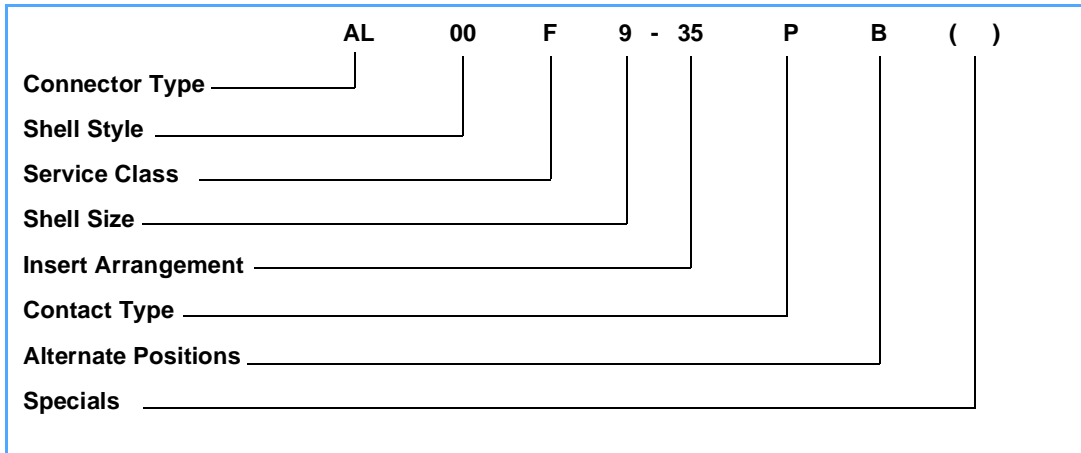 AL 00 F 9 - 35 P B ( )
Connector Type
Shell Style
Service Class
Shell Size
Insert Arrangement
Contact Type
Alternate Positions
Specials